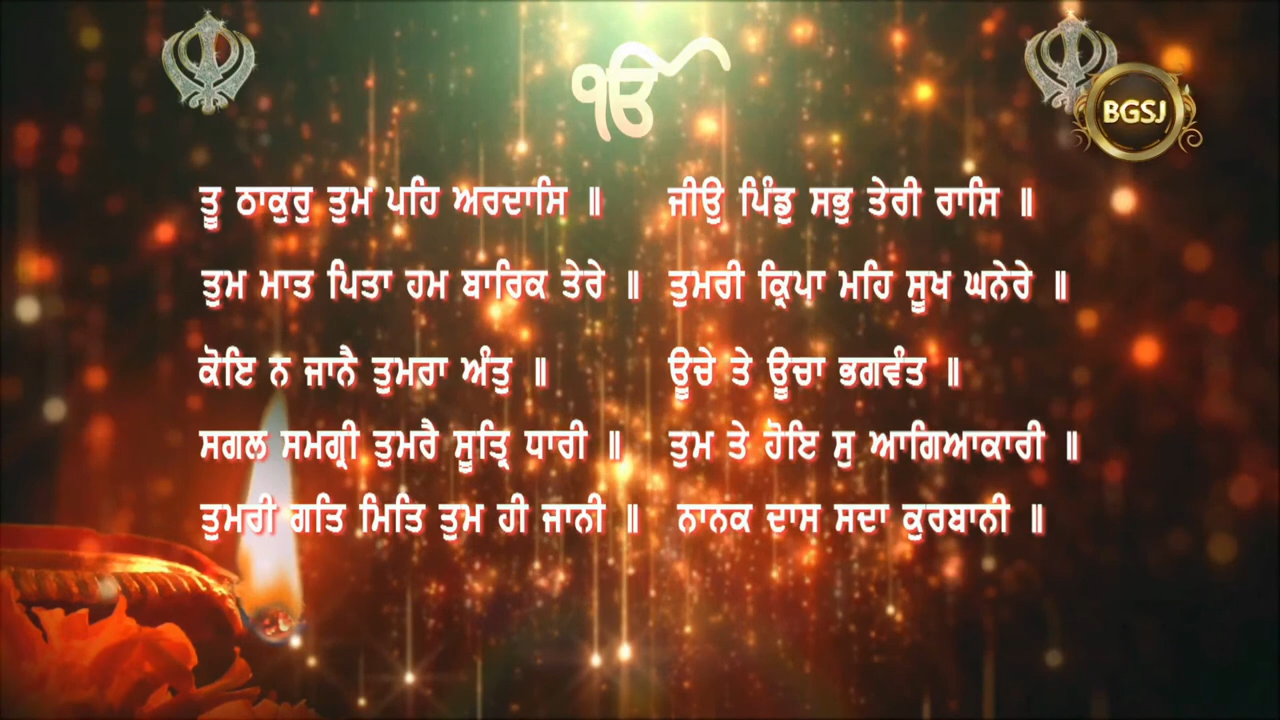 ੴ
BGSJ
ਤੂ ਠਾਕੁਰੁ ਤੁਮ ਪਹਿ ਅਰਦਾਸਿ ॥ ਜੀਉ ਪਿੰਡੁ ਸਭੁ ਤੇਰੀ ਰਾਸਿ ॥
ਤੁਮ ਮਾਤ ਪਿਤਾ ਹਮ ਬਾਰਿਕ ਤੇਰੇ ॥ ਤੁਮਰੀ ਕ੍ਰਿਪਾ ਮਹਿ ਸੂਖ ਘਨੇਰੇ ॥
ਕੋਇ ਨ ਜਾਨੈ ਤੁਮਰਾ ਅੰਤੁ ॥ ਊਚੇ ਤੇ ਊਚਾ ਭਗਵੰਤ ॥
ਸਗਲ ਸਮਗ੍ਰੀ ਤੁਮਰੈ ਸੂਤ੍ਰਿ ਧਾਰੀ ॥ ਤੁਮ ਤੇ ਹੋਇ ਸੁ ਆਗਿਆਕਾਰੀ ॥
ਤੁਮਰੀ ਗਤਿ ਮਿਤਿ ਤੁਮ ਹੀ ਜਾਨੀ ॥ ਨਾਨਕ ਦਾਸ ਸਦਾ ਕੁਰਬਾਨੀ ॥